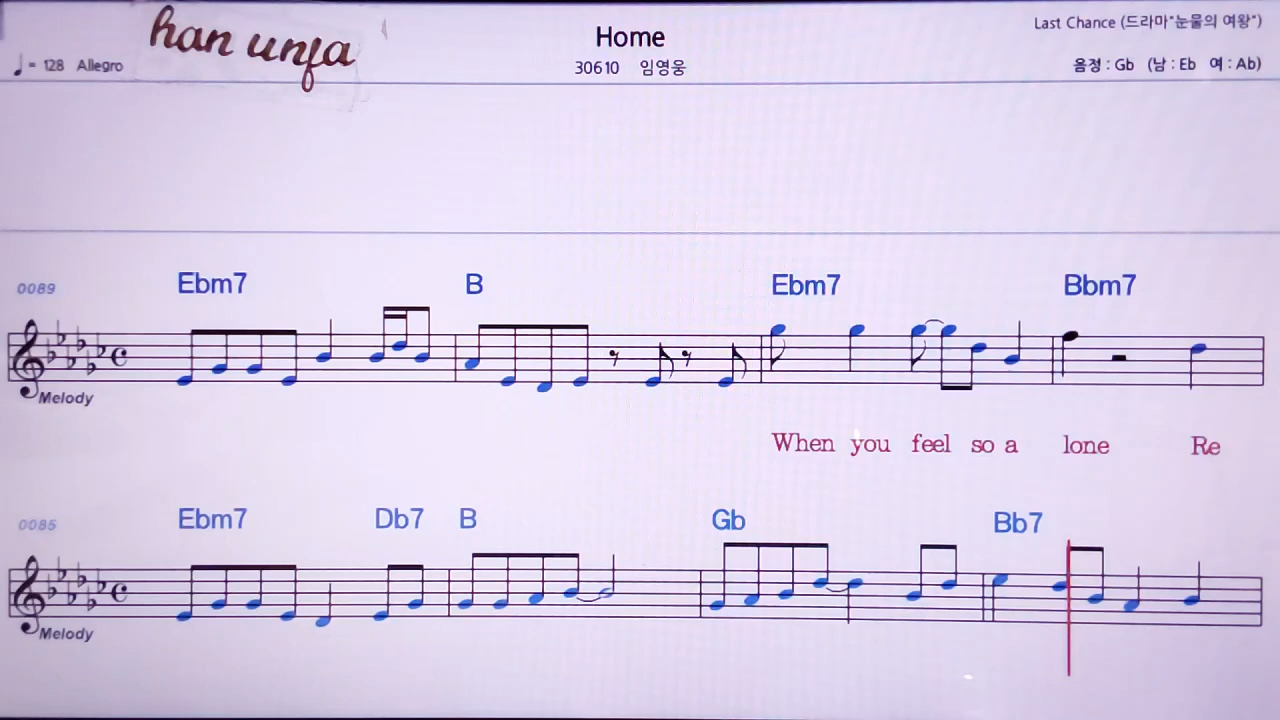 han unfa
Home
Last Chance (드라마"눈물의 여왕")
♩= 128 Allegro
30610 임영웅
음정 : Gb (남 : Eb 여 : Ab)
0089
Ebm7 B Ebm7 Bbm7
Melody
When you feel so a lone Re
0085
Ebm7 Db7 B Gb Bb7
Melody